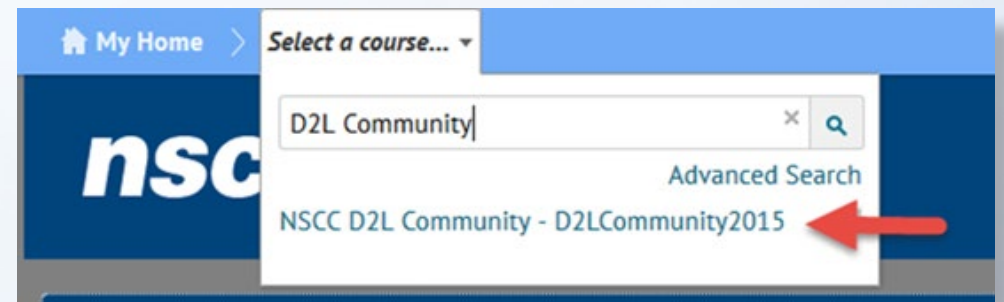 My Home > Select a course...
D2L Community
nsc
Advanced Search
NSCC D2L Community - D2LCommunity2015